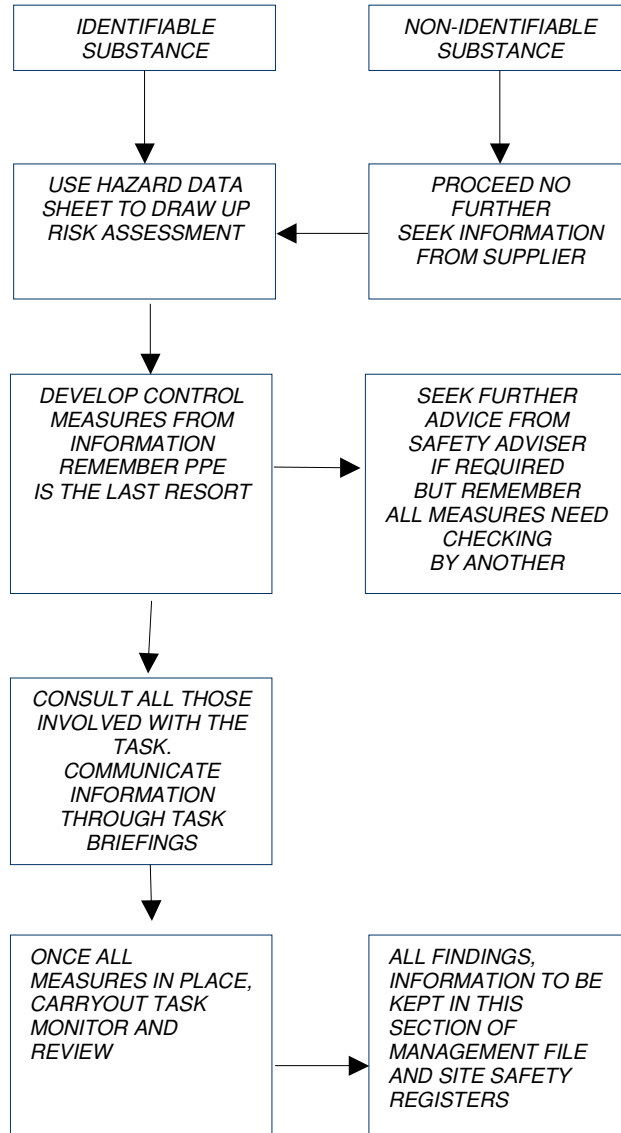 IDENTIFIABLE
SUBSTANCE
NON-IDENTIFIABLE
SUBSTANCE
USE HAZARD DATA
SHEET TO DRAW UP
RISK ASSESSMENT
PROCEED NO
FURTHER
SEEK INFORMATION
FROM SUPPLIER
DEVELOP CONTROL
MEASURES FROM
INFORMATION
REMEMBER PPE
IS THE LAST RESORT
SEEK FURTHER
ADVICE FROM
SAFETY ADVISER
IF REQUIRED
BUT REMEMBER
ALL MEASURES NEED
CHECKING
BY ANOTHER
CONSULT ALL THOSE
INVOLVED WITH THE
TASK.
COMMUNICATE
INFORMATION
THROUGH TASK
BRIEFINGS
ONCE ALL
MEASURES IN PLACE,
CARRYOUT TASK
MONITOR AND
REVIEW
ALL FINDINGS,
INFORMATION TO BE
KEPT IN THIS
SECTION OF
MANAGEMENT FILE
AND SITE SAFETY
REGISTERS